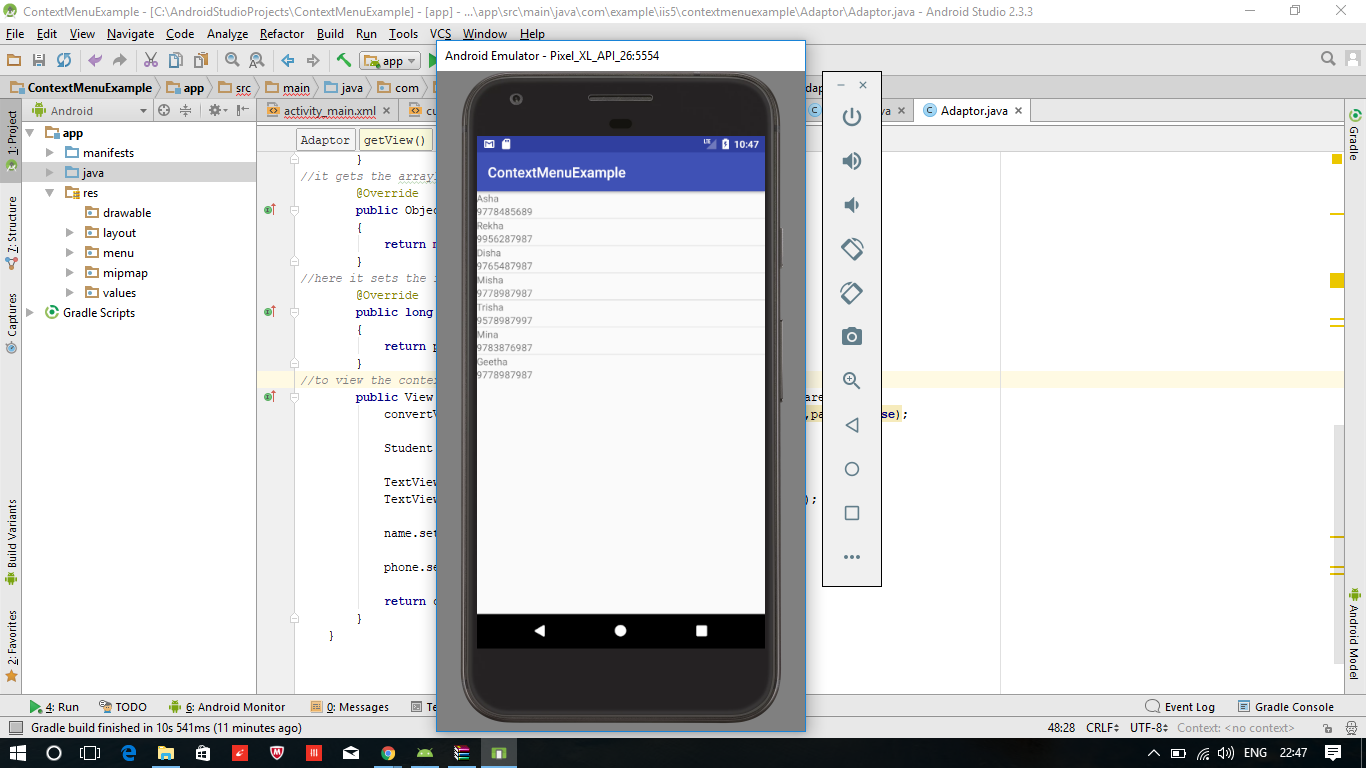 ContextMenuExample - [C:\AndroidStudioProjects\ContextMenuExample] - [app] - ...\app\src\main\java\com\example\iis5\contextmenuexample\Adaptor\Adaptor.java - Android Studio 2.3.3
File Edit View Navigate Code Analyze Refactor Build Run Tools VCS Window Help
app
ContextMenuExample app src main java com
Android
activity_main.xml
Adaptor.java
1: Project
7: Structure
Captures
Build Variants
2: Favorites
app
manifests
java
res
drawable
layout
menu
mipmap
values
Gradle Scripts
Adaptor getView()
}
//it gets the array
@Override
public Objec
{
return
}
//here it sets the
@Override
public long
{
return p
}
//to view the conte
public View
convertV
se);
Student
TextView
TextView
);
name.set
phone.se
return
}
}
Android Emulator - Pixel_XL_API_26:5554
LTE 10:47
ContextMenuExample
Asha
9778485689
Rekha
9956287987
Disha
9765487987
Misha
9778987987
Trisha
9578987997
Mina
9783876987
Geetha
9778987987
Gradle
Android Model
4: Run TODO 6: Android Monitor 0: Messages Te
Event Log Gradle Console
Gradle build finished in 10s 541ms (11 minutes ago)
48:28 CRLF UTF-8 Context: <no context>
ENG 22:47